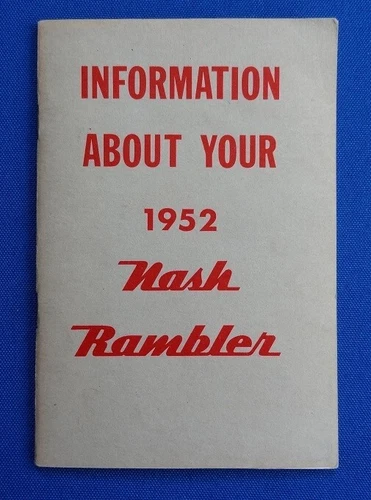 INFORMATION
ABOUT YOUR
1952
Nash
Rambler